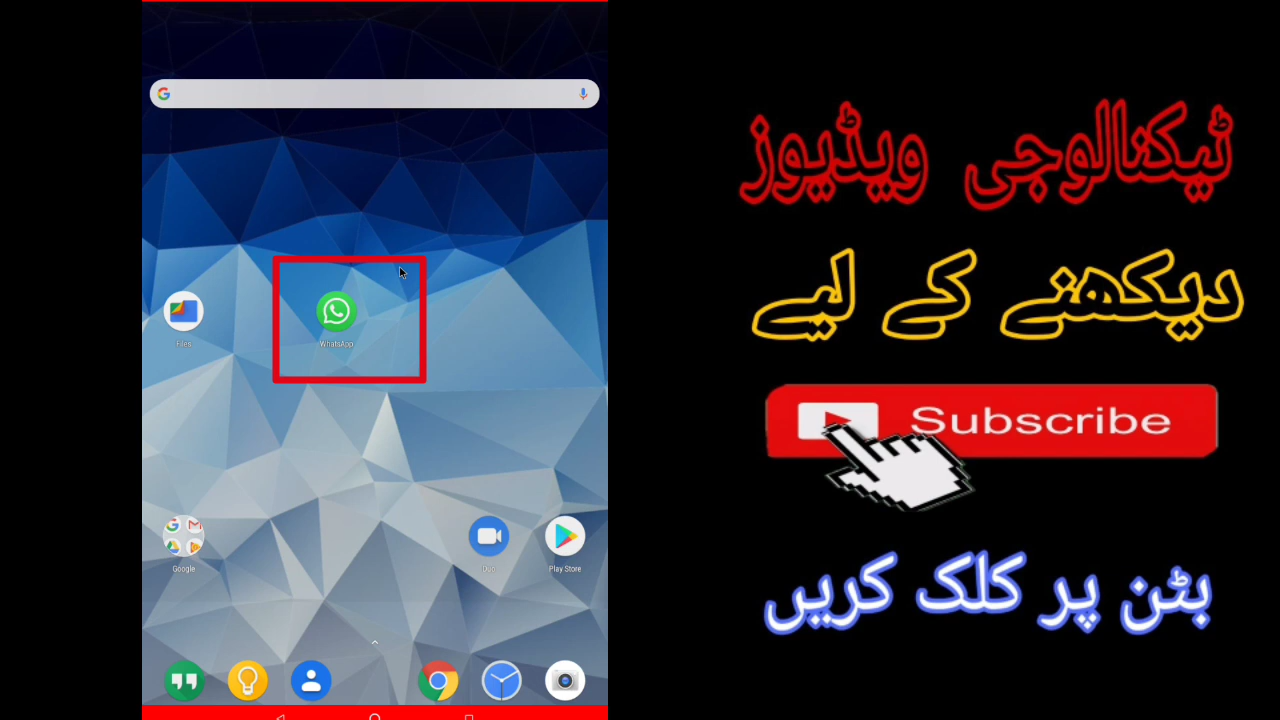 Files
WhatsApp
Google
Duo
Play Store
ٹیکنالوجی ویڈیوز
دیکھنے کے لیے
Subscribe
بٹن پر کلک کریں